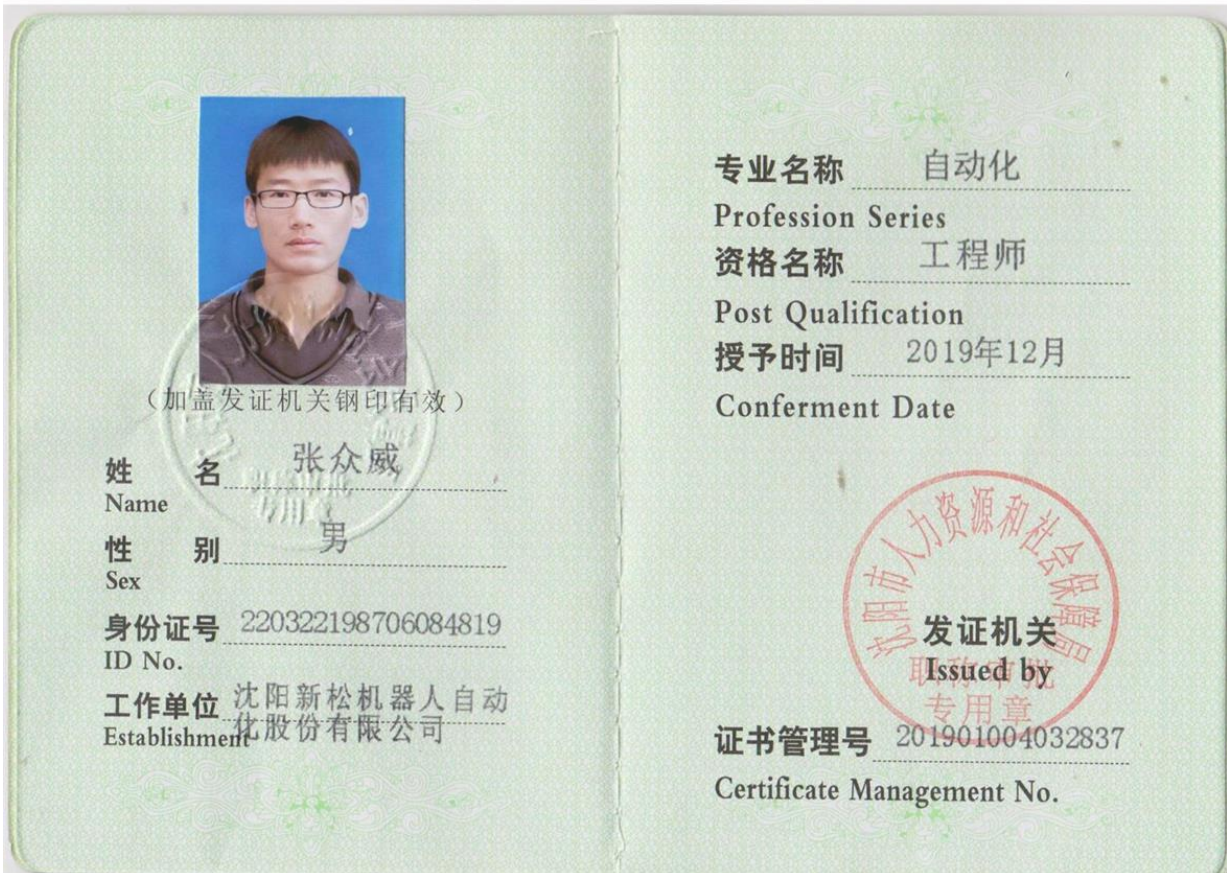 （加盖发证机关钢印有效）
姓 名 张众威
Name
性 别 男
Sex
身份证号 220322198706084819
ID No.
工作单位 沈阳新松机器人自动
化股份有限公司
Establishment
专业名称 自动化
Profession Series
资格名称 工程师
Post Qualification
授予时间 2019年12月
Conferment Date
沈阳市人力资源和社会保障局
发证机关
Issued by
职称审批
专用章
证书管理号 201901004032837
Certificate Management No.